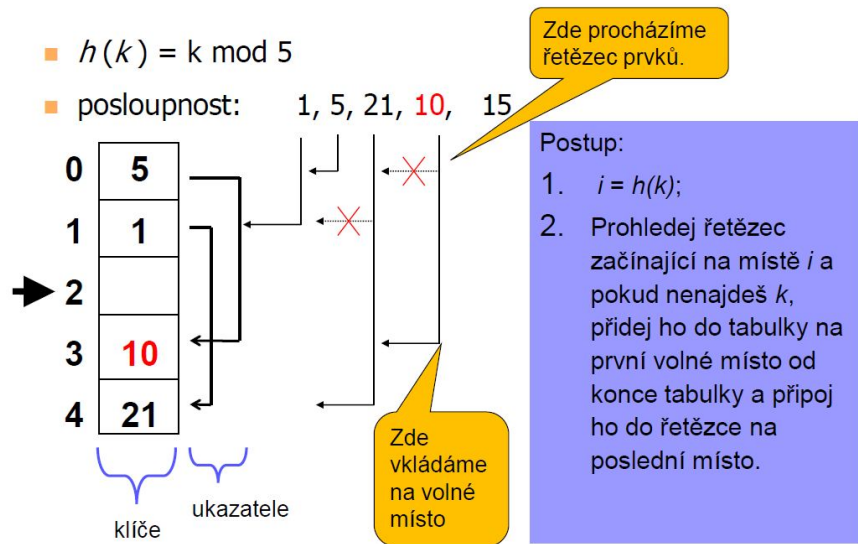 h(k) = k mod 5
posloupnost: 1, 5, 21, 10, 15
Zde procházíme
řetězec prvků.
0 5
1 1
2
3 10
4 21
klíče
ukazatele
Zde
vkládáme
na volné
místo
Postup:
1. i = h(k);
2. Prohledej řetězec
začínající na místě i a
pokud nenajdeš k,
přidej ho do tabulky na
první volné místo od
konce tabulky a připoj
ho do řetězce na
poslední místo.